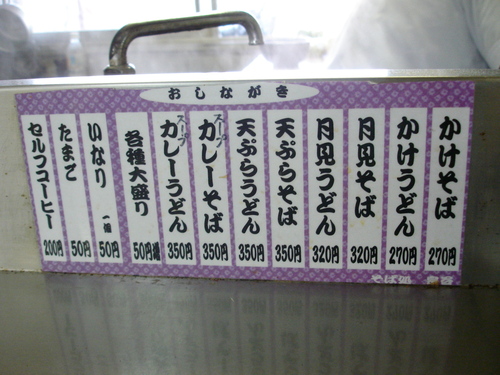 おしながき
かけそば 270円
かけうどん 270円
月見そば 320円
月見うどん 320円
天ぷらそば 350円
天ぷらうどん 350円
スープカレーそば 350円
スープカレーうどん 350円
各種大盛り 50円増
いなり 一個 50円
たまご 50円
セルフコーヒー 200円
そば処